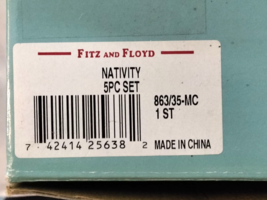 FITZ AND FLOYD
NATIVITY
5PC SET
863/35-MC
1 ST
7 42414 25638 2
MADE IN CHINA